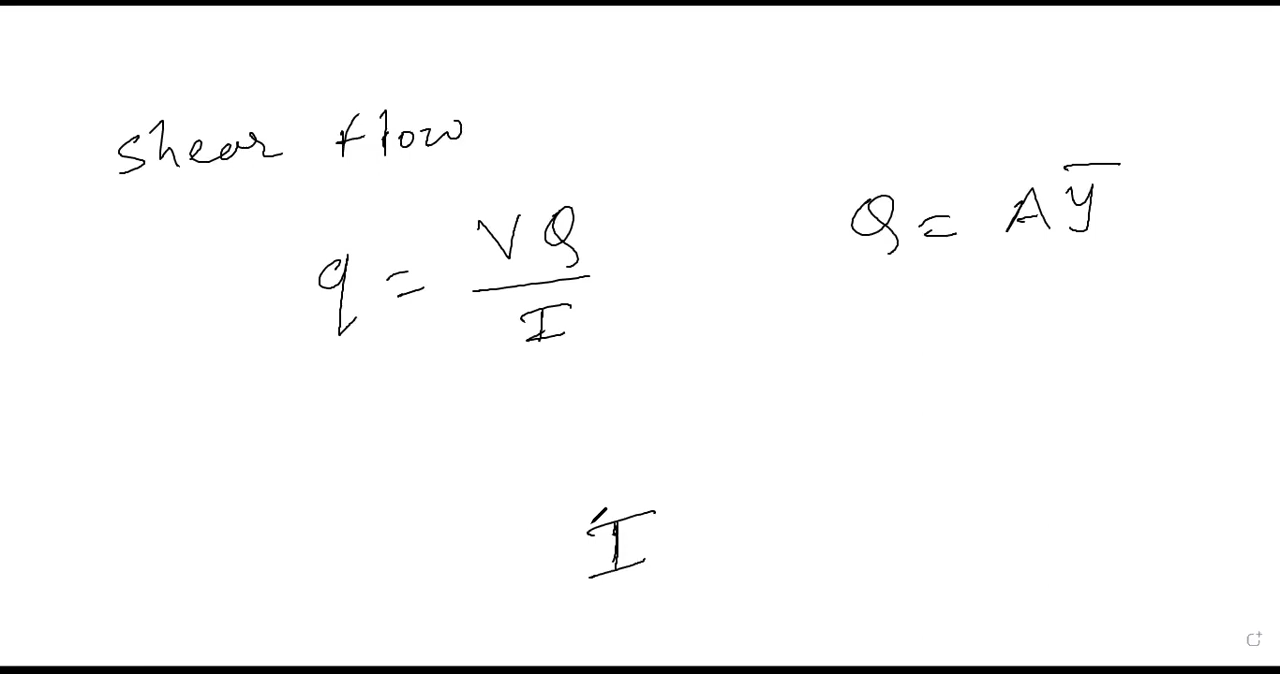 shear flow
q = VQ/I
Q = Aȳ
I